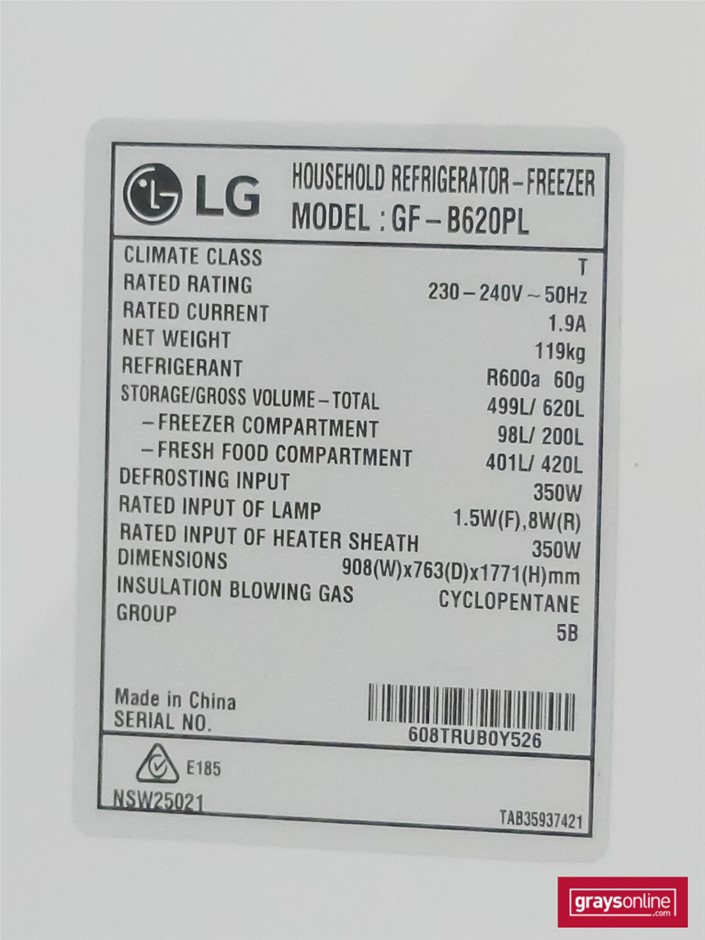 LG HOUSEHOLD REFRIGERATOR-FREEZER
MODEL : GF-B620PL
CLIMATE CLASS T
RATED RATING 230-240V ~ 50Hz
RATED CURRENT 1.9A
NET WEIGHT 119kg
REFRIGERANT R600a 60g
STORAGE/GROSS VOLUME-TOTAL 499L/ 620L
-FREEZER COMPARTMENT 98L/ 200L
-FRESH FOOD COMPARTMENT 401L/ 420L
DEFROSTING INPUT 350W
RATED INPUT OF LAMP 1.5W(F),8W(R)
RATED INPUT OF HEATER SHEATH 350W
DIMENSIONS 908(W)x763(D)x1771(H)mm
INSULATION BLOWING GAS CYCLOPENTANE
GROUP 5B
Made in China
SERIAL NO. 608TRUB0Y526
E185
NSW25021 TAB35937421
graysonline
.com